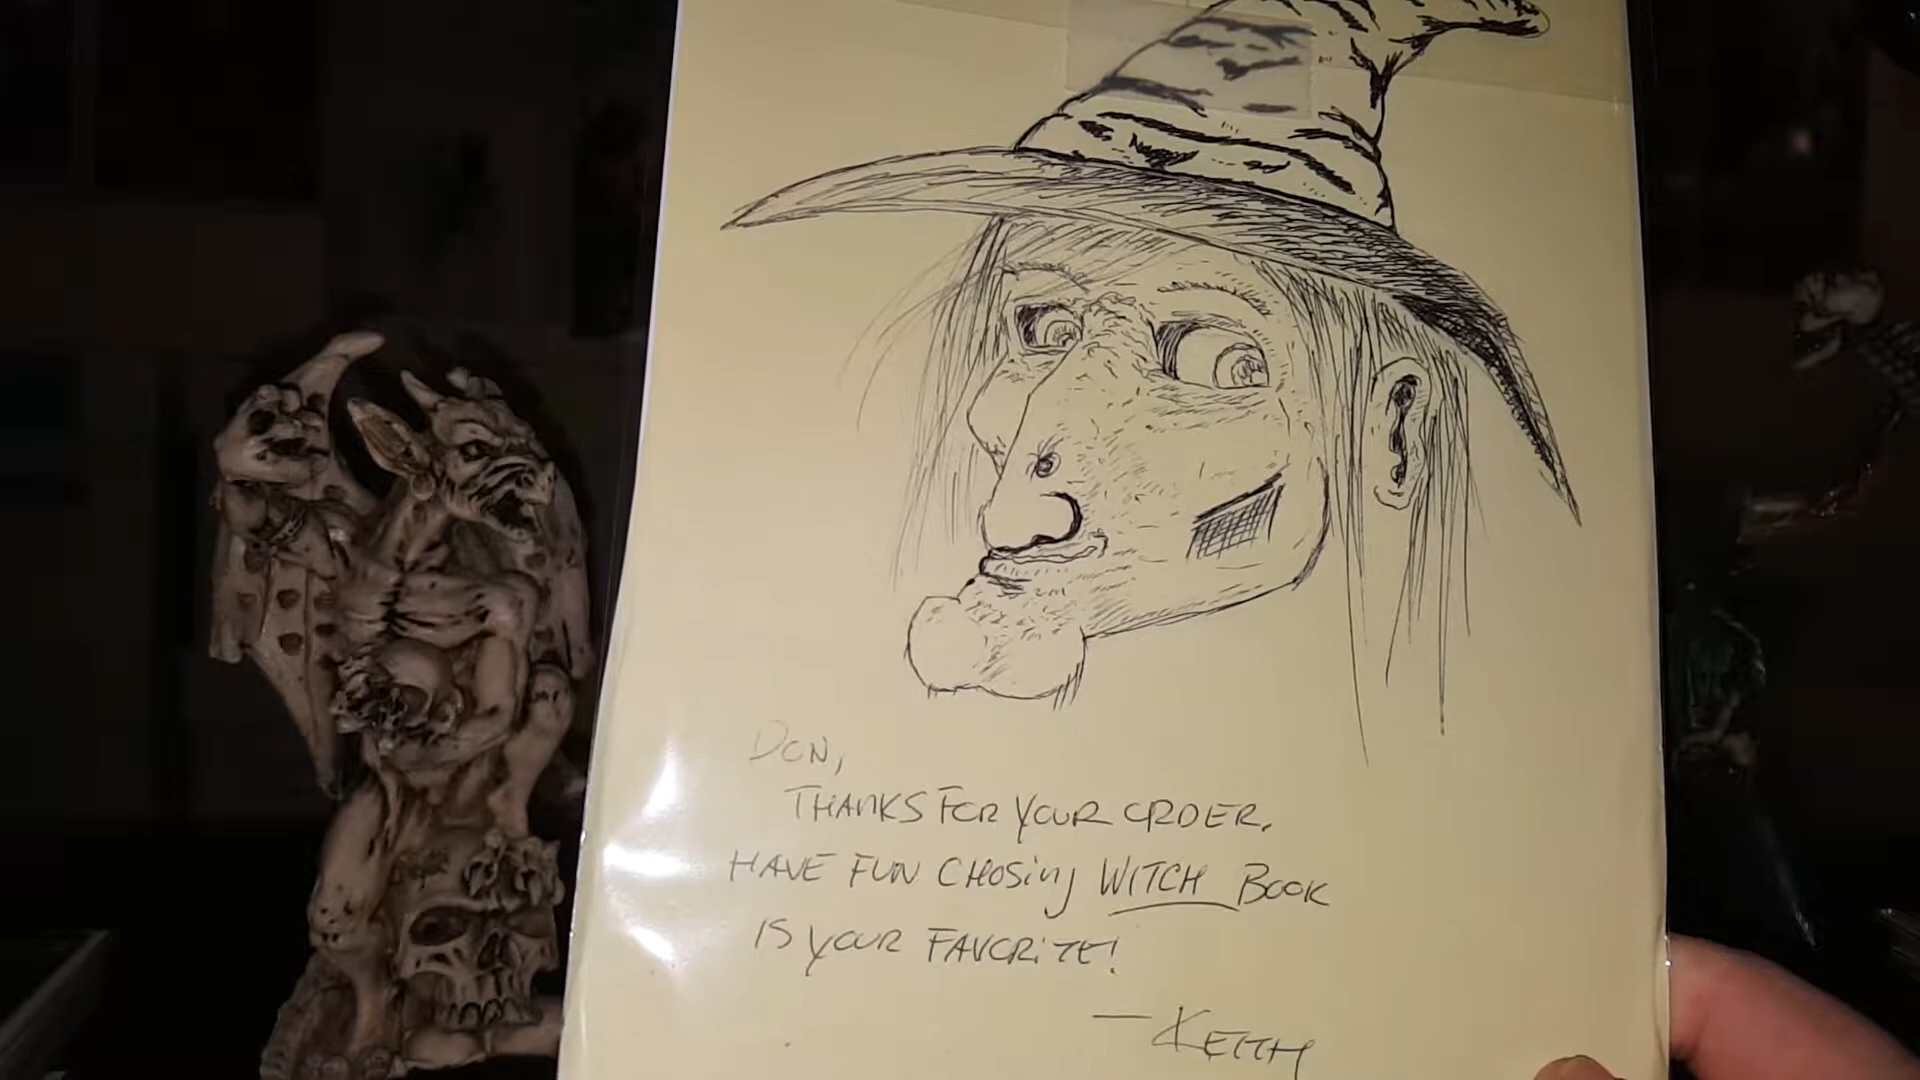 DON,
THANKS FOR YOUR ORDER.
HAVE FUN CHOSING WITCH BOOK
IS YOUR FAVORITE!
— KEITH